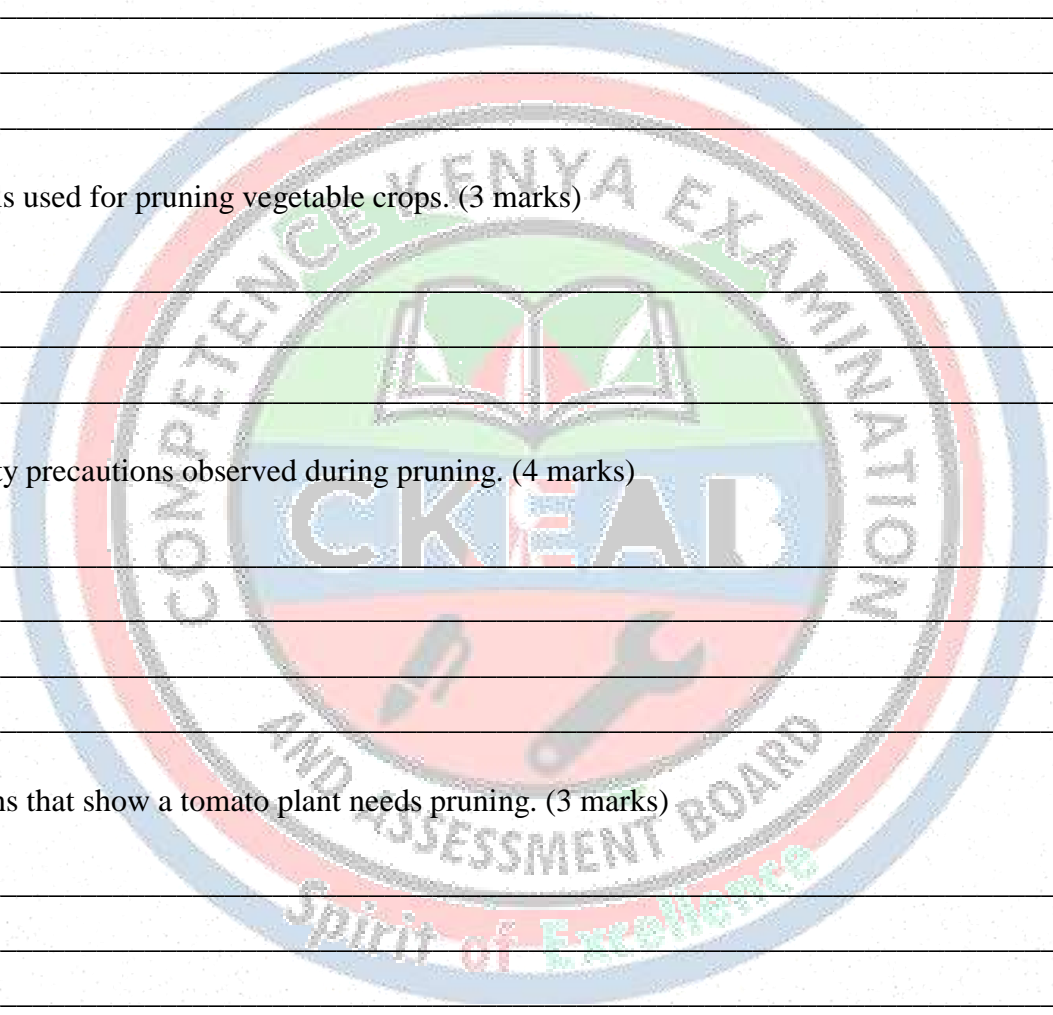 COMPETENCE KENYA EXAMINATION
s used for pruning vegetable crops. (3 marks)
y precautions observed during pruning. (4 marks)
CKEAB
ns that show a tomato plant needs pruning. (3 marks)
AND ASSESSMENT BOARD
Spirit of Excellence